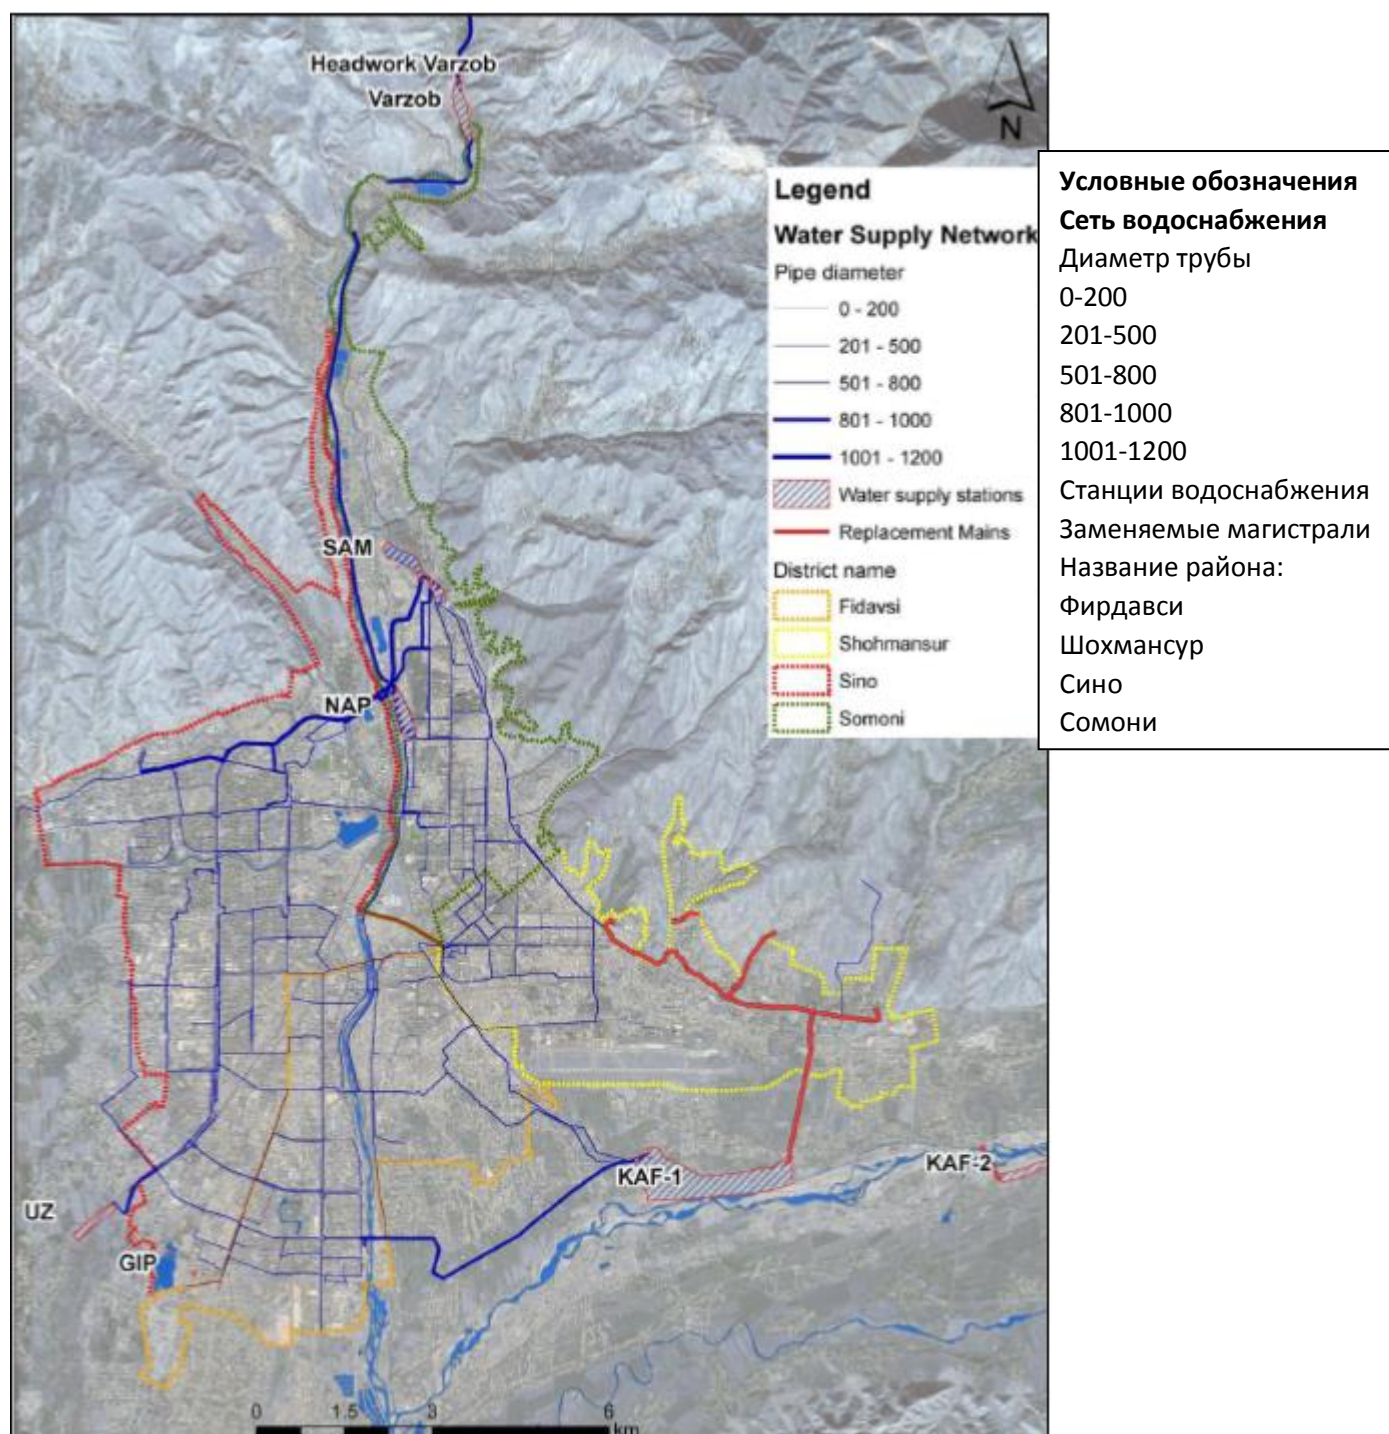 Headwork Varzob
Varzob
N
Legend
Water Supply Network
Pipe diameter
0 - 200
201 - 500
501 - 800
801 - 1000
1001 - 1200
Water supply stations
Replacement Mains
District name
Fidavsi
Shohmansur
Sino
Somoni
Условные обозначения
Сеть водоснабжения
Диаметр трубы
0-200
201-500
501-800
801-1000
1001-1200
Станции водоснабжения
Заменяемые магистрали
Название района:
Фирдавси
Шохмансур
Сино
Сомони
SAM
NAP
KAF-1
KAF-2
UZ
GIP
0 1.5 3 6
km